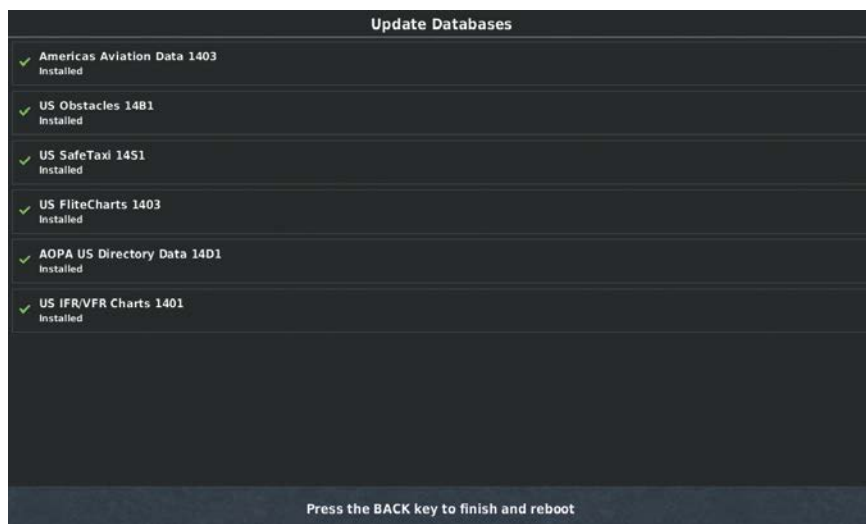 Update Databases
Americas Aviation Data 1403
Installed
US Obstacles 14B1
Installed
US SafeTaxi 14S1
Installed
US FliteCharts 1403
Installed
AOPA US Directory Data 14D1
Installed
US IFR/VFR Charts 1401
Installed
Press the BACK key to finish and reboot